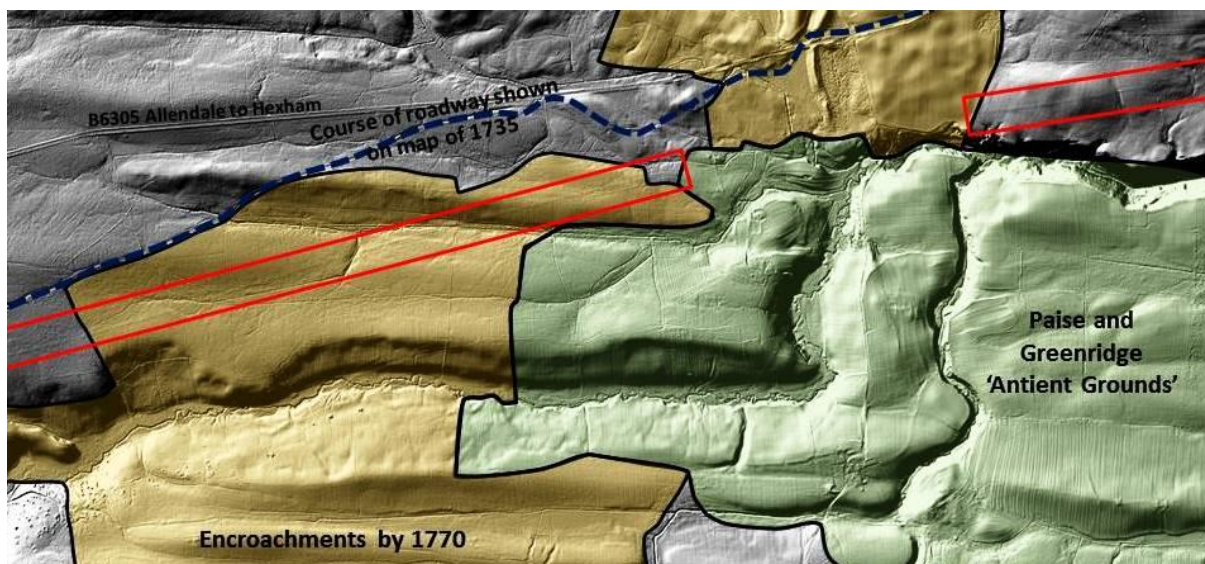 B6305 Allendale to Hexham
Course of roadway shown
on map of 1735
Paise and
Greenridge
‘Antient Grounds’
Encroachments by 1770